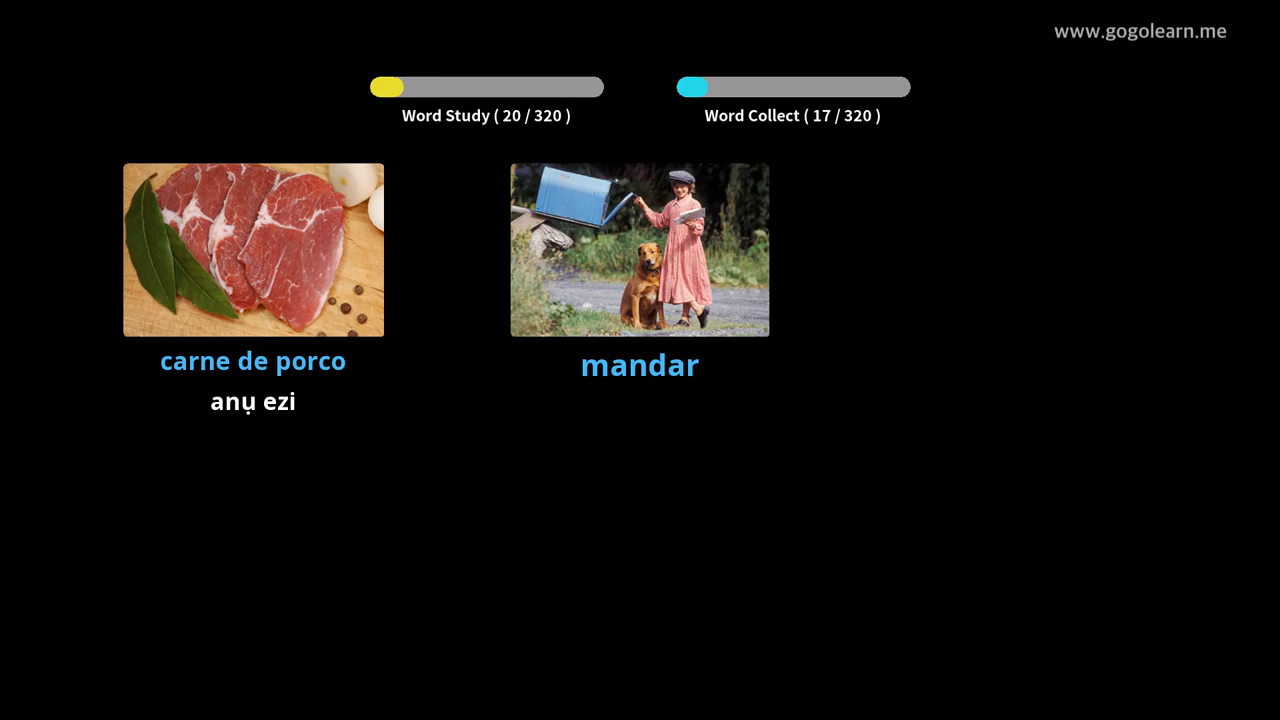 www.gogolearn.me
Word Study ( 20 / 320 )
Word Collect ( 17 / 320 )
carne de porco
anụ ezi
mandar